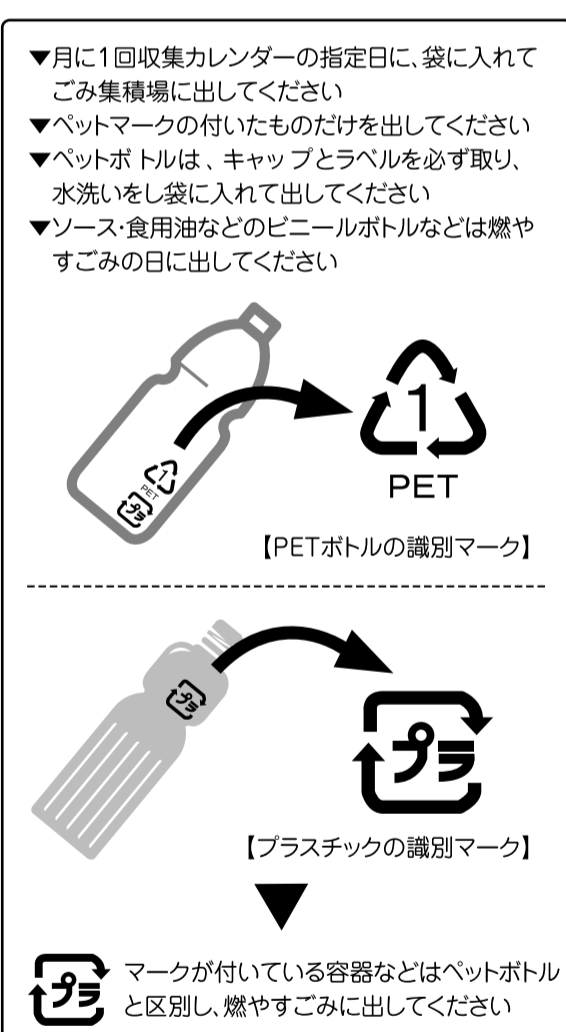 ▼月に1回収集カレンダーの指定日に、袋に入れて
ごみ集積場に出してください
▼ペットマークの付いたものだけを出してください
▼ペットボトルは、キャップとラベルを必ず取り、
水洗いをし袋に入れて出してください
▼ソース・食用油などのビニールボトルなどは燃や
すごみの日に出してください
1
PET
プラ
1
PET
【PETボトルの識別マーク】
プラ
プラ
【プラスチックの識別マーク】
▼
プラ マークが付いている容器などはペットボトル
と区別し、燃やすごみに出してください